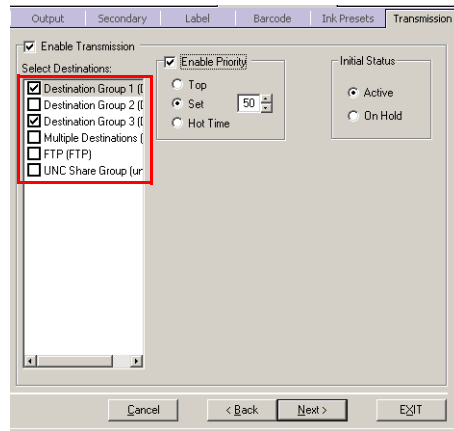 Output Secondary Label Barcode Ink Presets Transmission
Enable Transmission
Select Destinations:
Destination Group 1 (D
Destination Group 2 (D
Destination Group 3 (D
Multiple Destinations (
FTP (FTP)
UNC Share Group (un
Enable Priority
Top
Set 50
Hot Time
Initial Status
Active
On Hold
Cancel < Back Next > EXIT